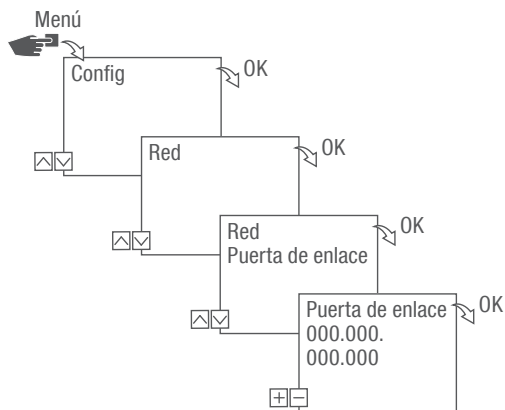 Menú
Config
OK
Red
OK
Red
Puerta de enlace
OK
Puerta de enlace
000.000.
000.000
OK
+ -